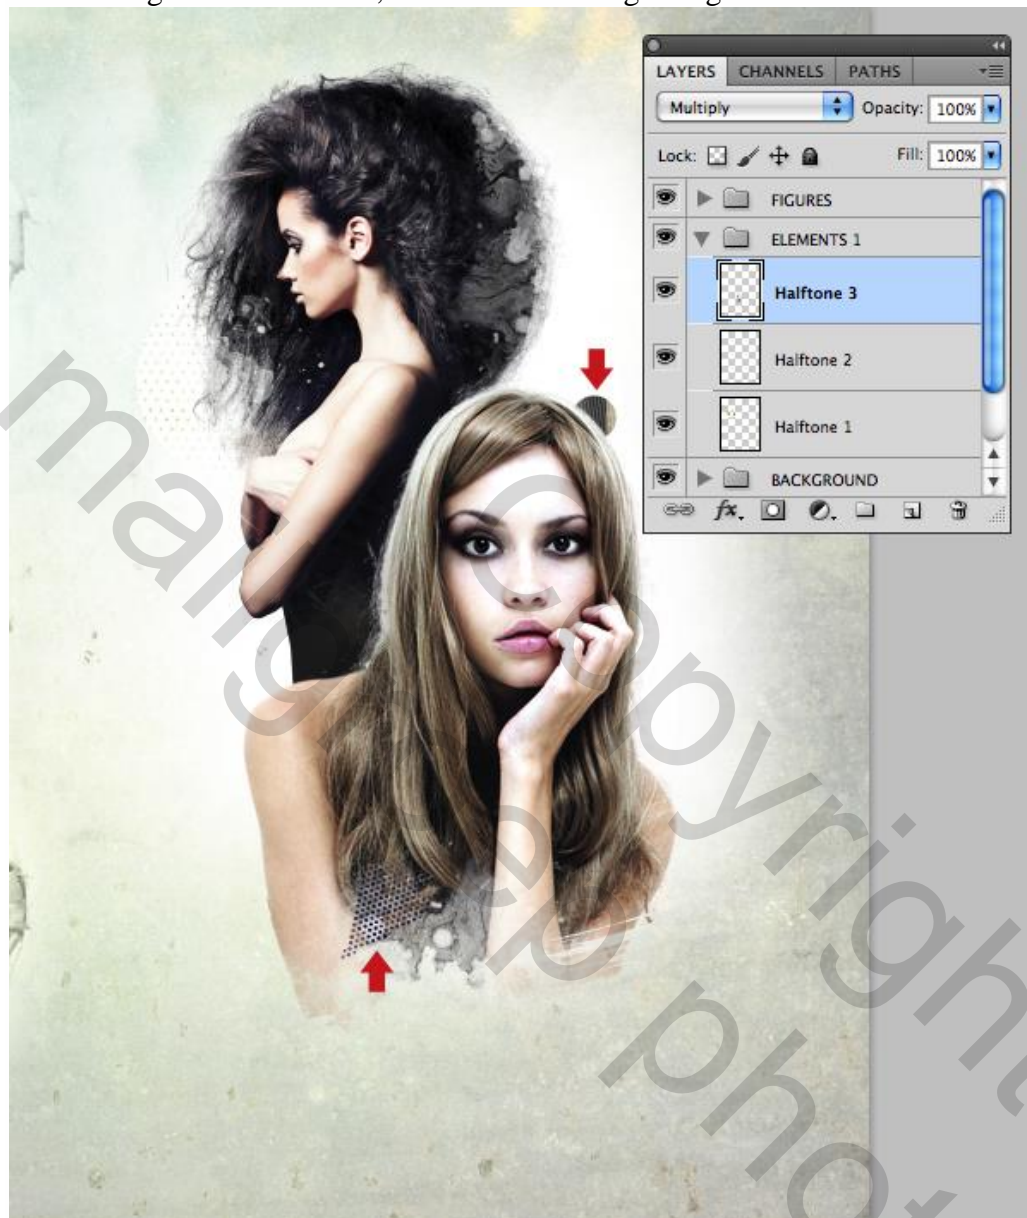 LAYERS CHANNELS PATHS
Multiply Opacity: 100%
Lock: Fill: 100%
FIGURES
ELEMENTS 1
Halftone 3
Halftone 2
Halftone 1
BACKGROUND
fx.
Copyright